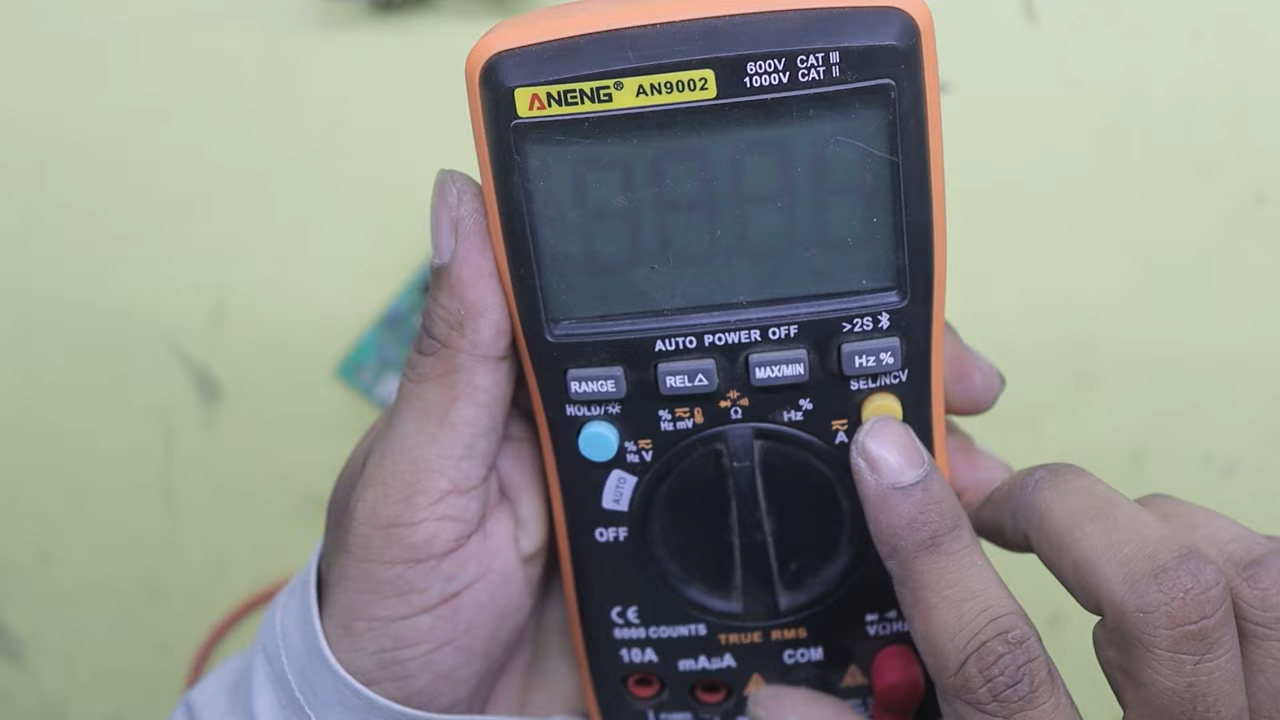 ANENG® AN9002
600V CAT III
1000V CAT II
AUTO POWER OFF
>2S
RANGE
REL△
MAX/MIN
Hz %
HOLD/
SEL/NCV
% Hz V
% Hz mV
Ω
Hz %
A
AUTO
OFF
CE
6000 COUNTS
TRUE RMS
10A
mAμA
COM